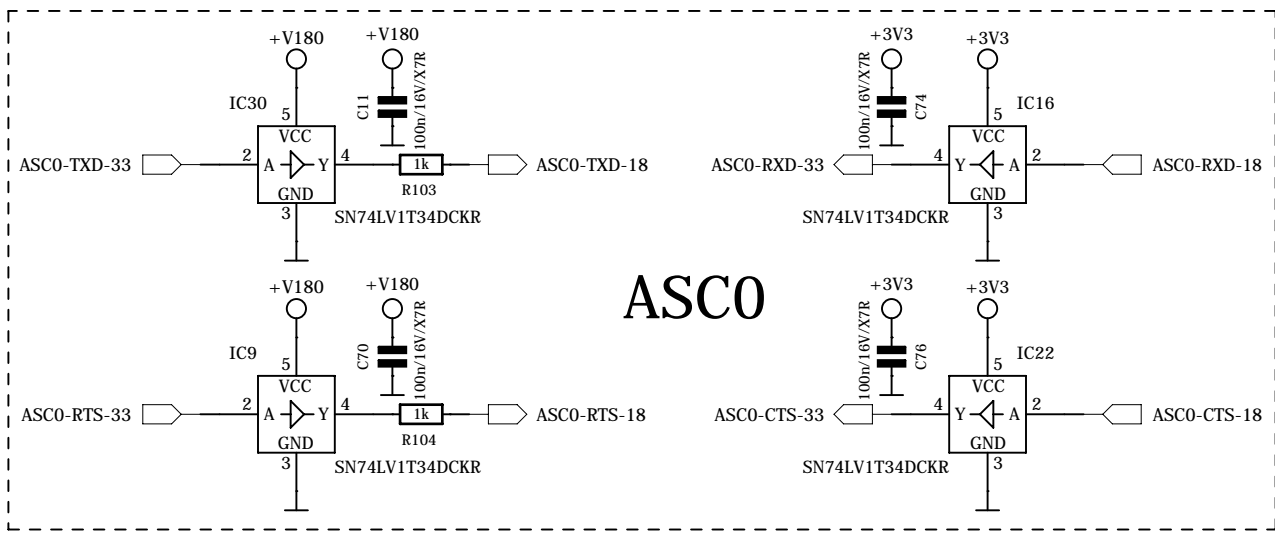 +V180
+V180
IC30
C11
100n/16V/X7R
5
VCC
ASC0-TXD-33
2
A
Y
4
1k
ASC0-TXD-18
GND
R103
3
SN74LV1T34DCKR
+3V3
+3V3
100n/16V/X7R
C74
IC16
5
VCC
ASC0-RXD-33
4
Y
A
2
ASC0-RXD-18
GND
3
SN74LV1T34DCKR
ASC0
+V180
+V180
IC9
C70
100n/16V/X7R
5
VCC
ASC0-RTS-33
2
A
Y
4
1k
ASC0-RTS-18
GND
R104
3
SN74LV1T34DCKR
+3V3
+3V3
100n/16V/X7R
C76
IC22
5
VCC
ASC0-CTS-33
4
Y
A
2
ASC0-CTS-18
GND
3
SN74LV1T34DCKR